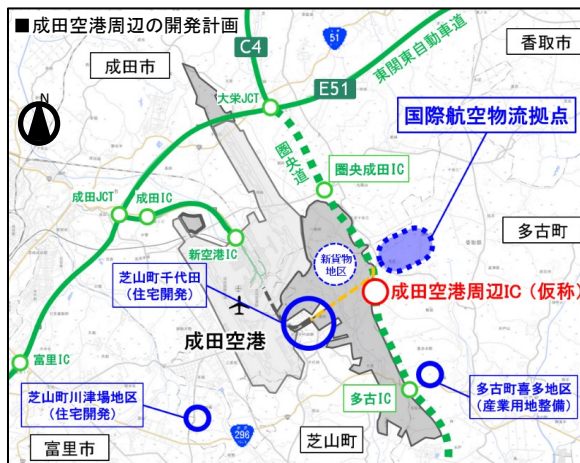 ■成田空港周辺の開発計画
51
香取市
C4
成田市
東関東自動車道
E51
大栄JCT
N
国際航空物流拠点
圏央道
圏央成田IC
成田JCT
成田IC
多古町
新空港IC
新貨物
地区
芝山町千代田
(住宅開発)
成田空港周辺IC(仮称)
成田空港
富里IC
芝山町川津場地区
(住宅開発)
多古IC
多古町喜多地区
(産業用地整備)
296
芝山町
富里市